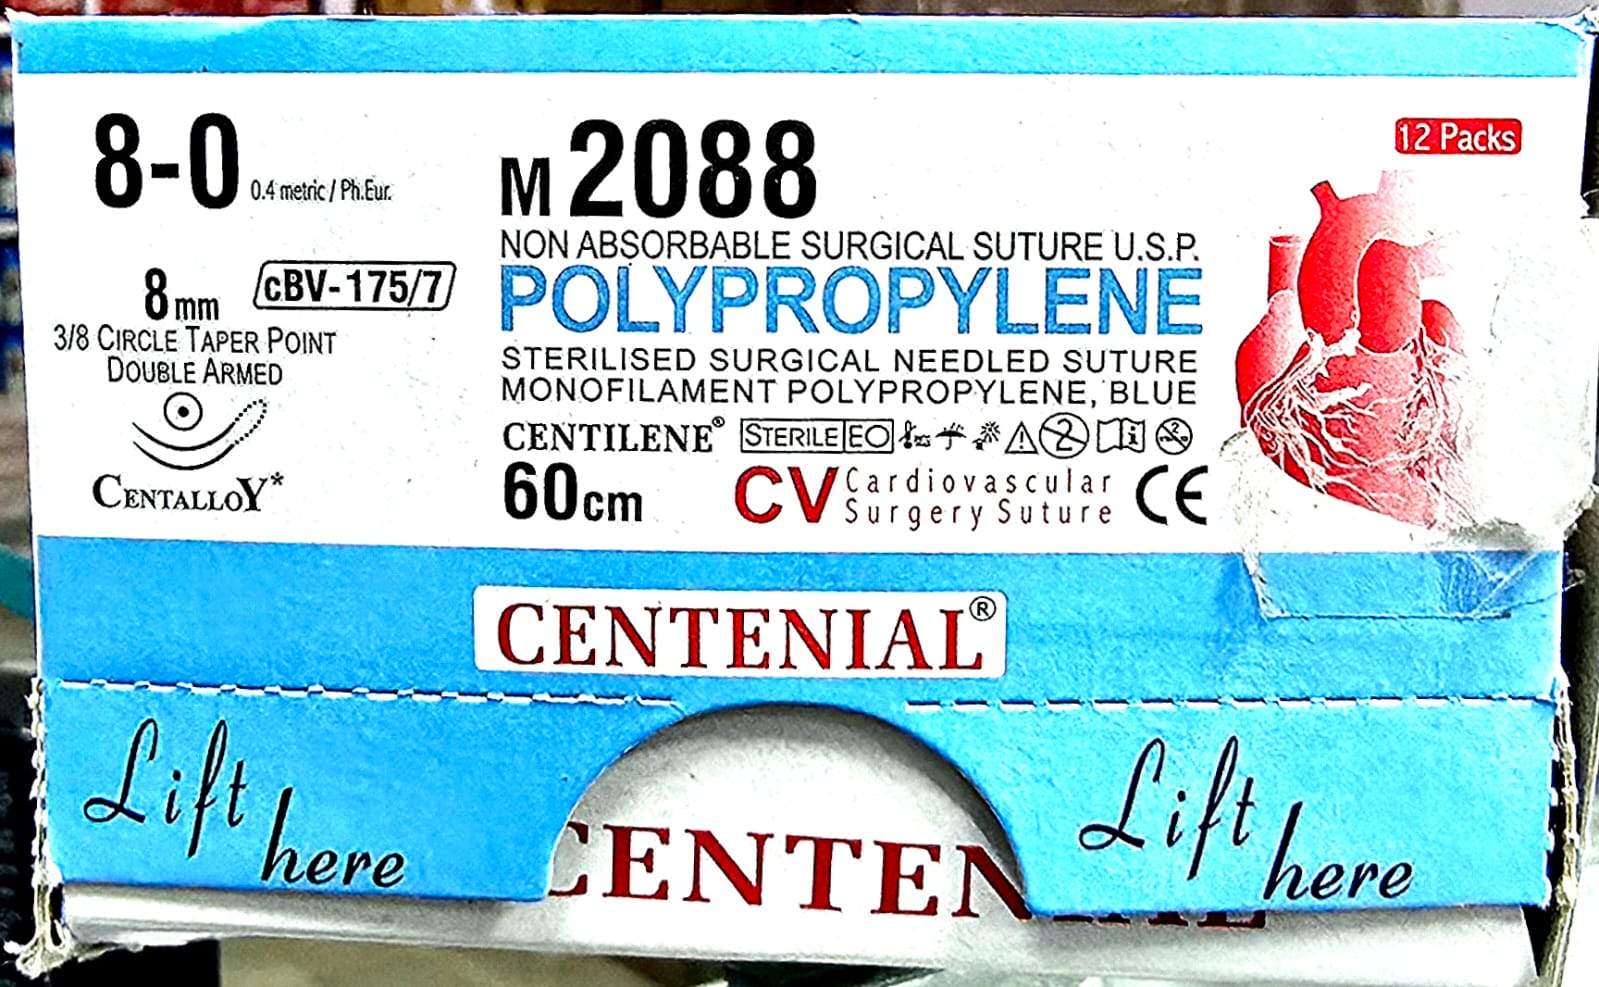 8-0 0.4 metric / Ph.Eur.
8mm cBV-175/7
3/8 CIRCLE TAPER POINT
DOUBLE ARMED
CENTALLOY*
M 2088
NON ABSORBABLE SURGICAL SUTURE U.S.P.
POLYPROPYLENE
STERILISED SURGICAL NEEDLED SUTURE
MONOFILAMENT POLYPROPYLENE, BLUE
CENTILENE® STERILE EO
60cm CV Cardiovascular
Surgery Suture CE
12 Packs
CENTENIAL®
Lift here
Lift here